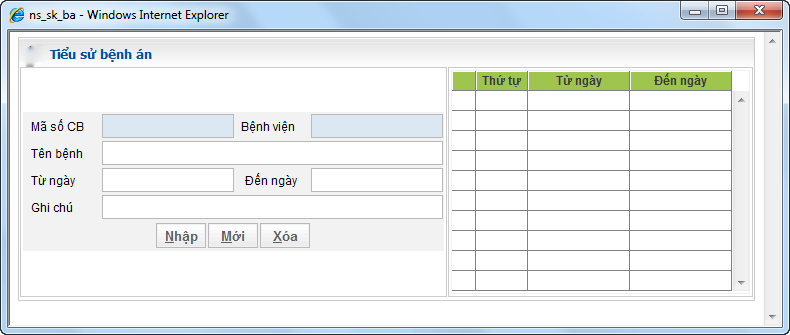 ns_sk_ba - Windows Internet Explorer
Tiểu sử bệnh án
Thứ tự Từ ngày Đến ngày
Mã số CB Bệnh viện
Tên bệnh
Từ ngày Đến ngày
Ghi chú
Nhập Mới Xóa